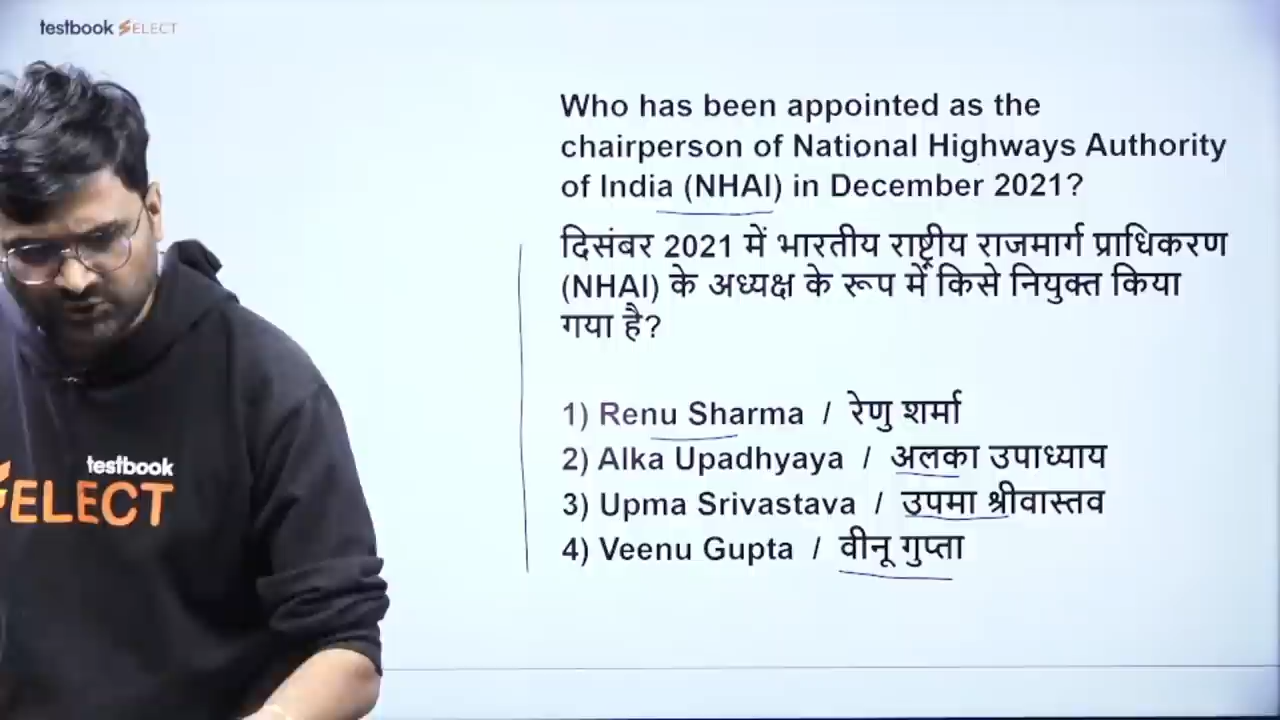 testbook SELECT
Who has been appointed as the
chairperson of National Highways Authority
of India (NHAI) in December 2021?
दिसंबर 2021 में भारतीय राष्ट्रीय राजमार्ग प्राधिकरण
(NHAI) के अध्यक्ष के रूप में किसे नियुक्त किया
गया है?
1) Renu Sharma / रेणु शर्मा
2) Alka Upadhyaya / अलका उपाध्याय
3) Upma Srivastava / उपमा श्रीवास्तव
4) Veenu Gupta / वीनू गुप्ता
testbook
SELECT